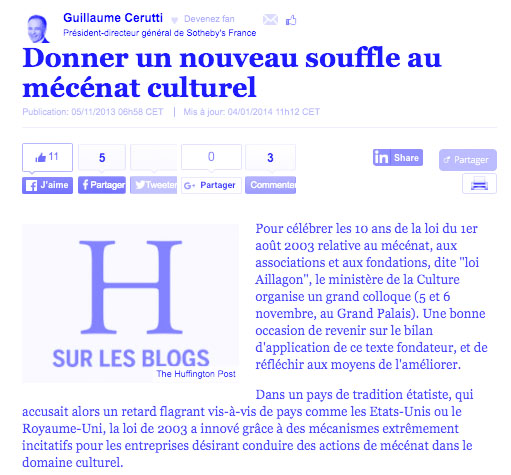 Guillaume Cerutti Devenez fan
Président-directeur général de Sotheby's France
Donner un nouveau souffle au
mécénat culturel
Publication: 05/11/2013 06h58 CET | Mis à jour: 04/01/2014 11h12 CET
11 5 0 3
J'aime Partager Tweeter Partager Commenter
Share Partager
H
SUR LES BLOGS
The Huffington Post
Pour célébrer les 10 ans de la loi du 1er
août 2003 relative au mécénat, aux
associations et aux fondations, dite "loi
Aillagon", le ministère de la Culture
organise un grand colloque (5 et 6
novembre, au Grand Palais). Une bonne
occasion de revenir sur le bilan
d'application de ce texte fondateur, et de
réfléchir aux moyens de l'améliorer.
Dans un pays de tradition étatiste, qui
accusait alors un retard flagrant vis-à-vis de pays comme les Etats-Unis ou le
Royaume-Uni, la loi de 2003 a innové grâce à des mécanismes extrêmement
incitatifs pour les entreprises désirant conduire des actions de mécénat dans le
domaine culturel.